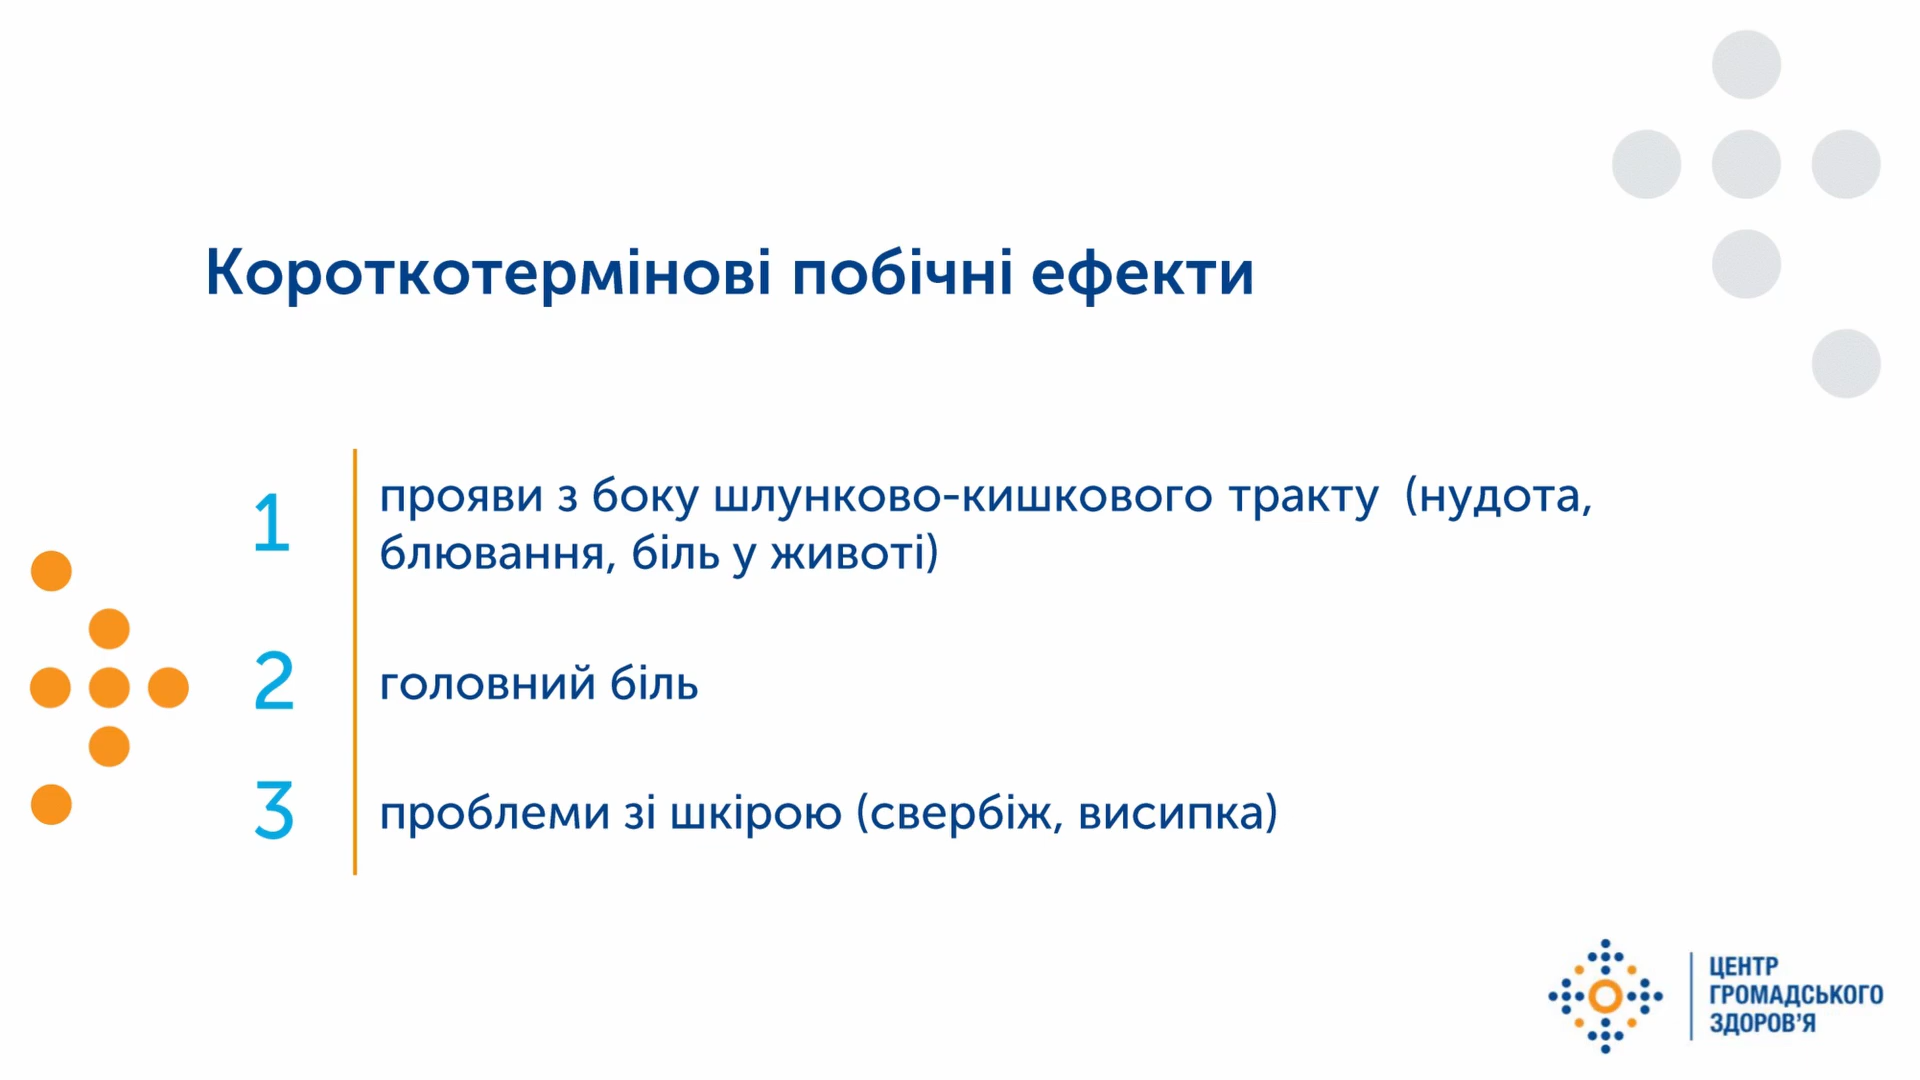 Короткотермінові побічні ефекти
1
прояви з боку шлунково-кишкового тракту (нудота,
блювання, біль у животі)
2
головний біль
3
проблеми зі шкірою (свербіж, висипка)
ЦЕНТР
ГРОМАДСЬКОГО
ЗДОРОВ’Я